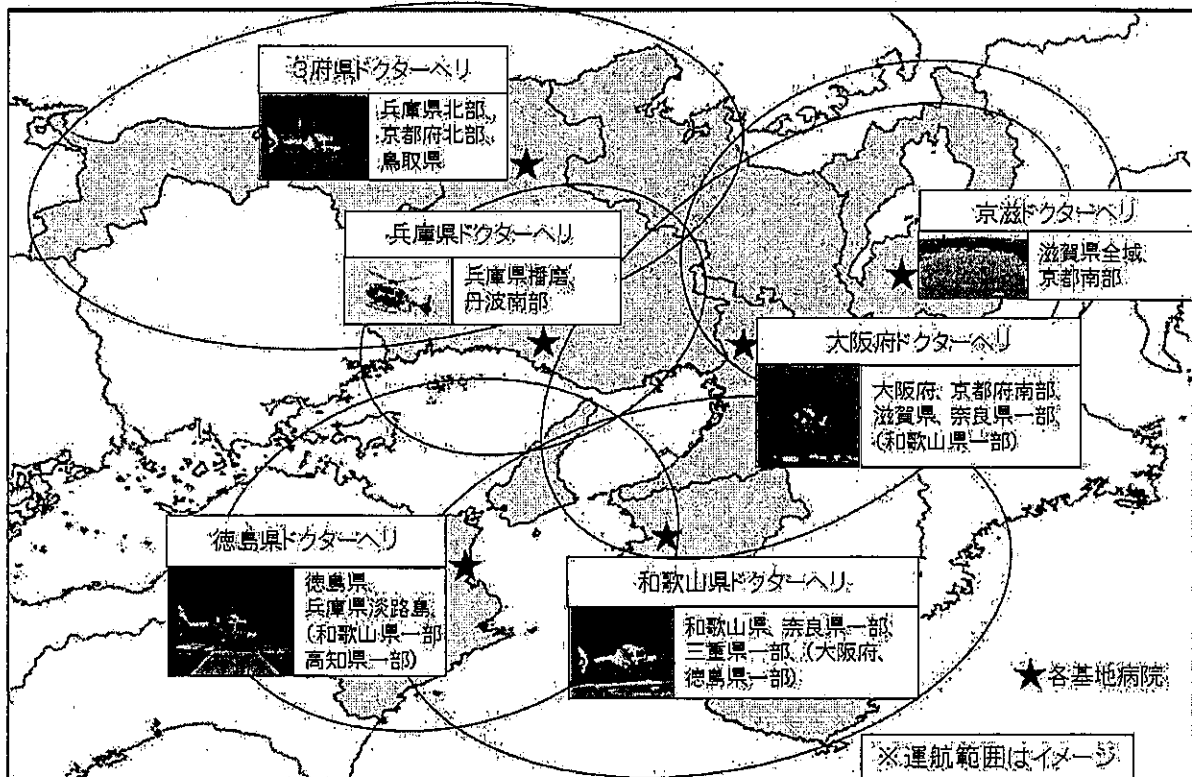 3府県ドクターヘリ
兵庫県北部、
京都府北部、
鳥取県
兵庫県ドクターヘリ
兵庫県播磨、
丹波南部
京滋ドクターヘリ
滋賀県全域、
京都南部
大阪府ドクターヘリ
大阪府、京都府南部、
滋賀県、奈良県一部、
(和歌山県一部)
徳島県ドクターヘリ
徳島県、
兵庫県淡路島、
(和歌山県一部
高知県一部)
和歌山県ドクターヘリ
和歌山県、奈良県一部、
三重県一部、(大阪府、
徳島県一部)
★各基地病院
※運航範囲はイメージ